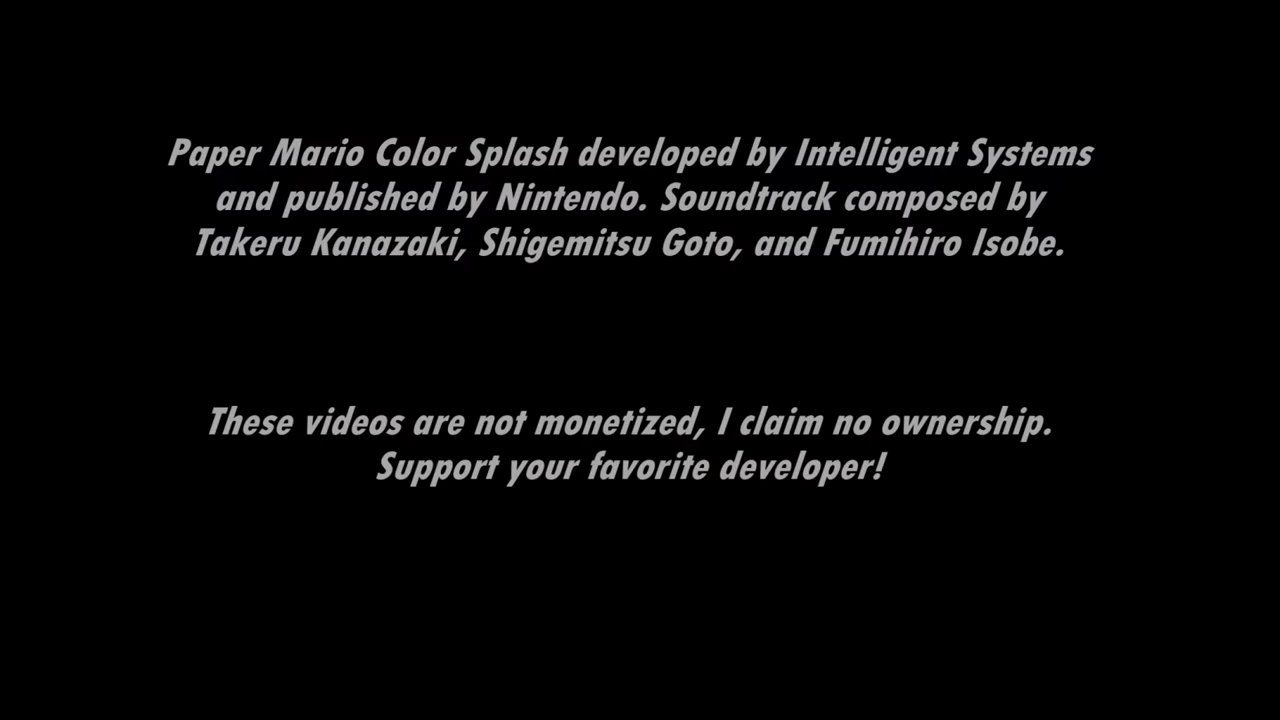 Paper Mario Color Splash developed by Intelligent Systems
and published by Nintendo. Soundtrack composed by
Takeru Kanazaki, Shigemitsu Goto, and Fumihiro Isobe.
These videos are not monetized, I claim no ownership.
Support your favorite developer!